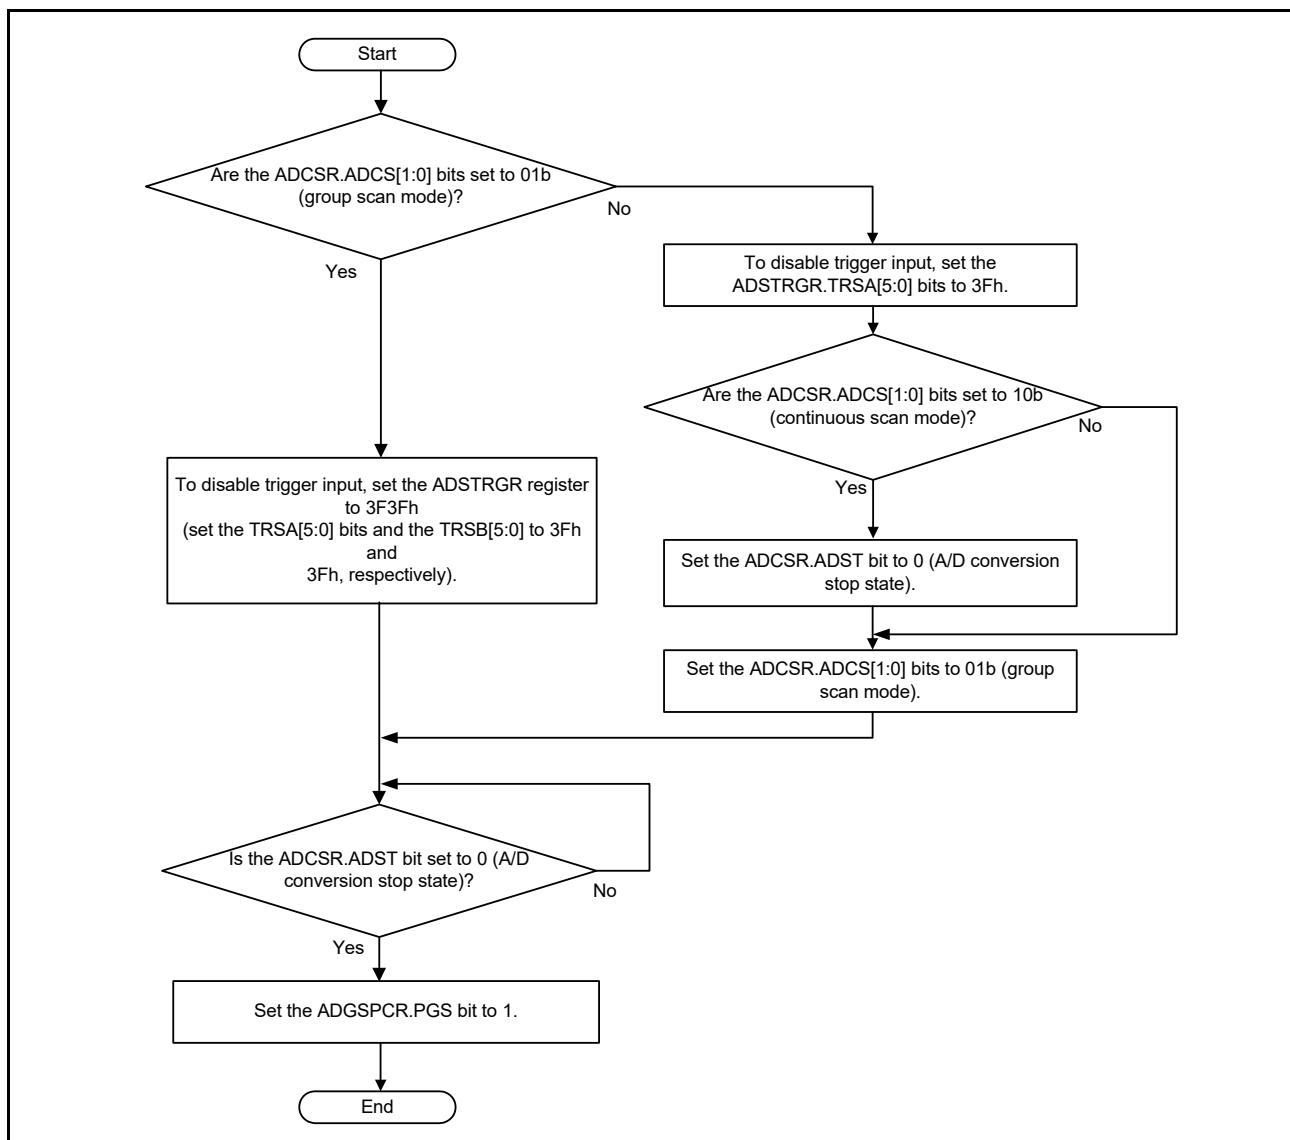 Start
Are the ADCSR.ADCS[1:0] bits set to 01b
(group scan mode)?
No
Yes
To disable trigger input, set the
ADSTRGR.TRSA[5:0] bits to 3Fh.
Are the ADCSR.ADCS[1:0] bits set to 10b
(continuous scan mode)?
No
Yes
To disable trigger input, set the ADSTRGR register
to 3F3Fh
(set the TRSA[5:0] bits and the TRSB[5:0] to 3Fh
and
3Fh, respectively).
Set the ADCSR.ADST bit to 0 (A/D conversion
stop state).
Set the ADCSR.ADCS[1:0] bits to 01b (group
scan mode).
Is the ADCSR.ADST bit set to 0 (A/D
conversion stop state)?
No
Yes
Set the ADGSPCR.PGS bit to 1.
End